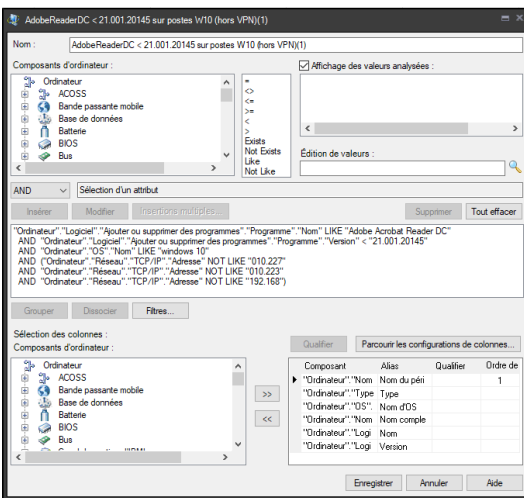 AdobeReaderDC < 21.001.20145 sur postes W10 (hors VPN)(1)
Nom :
AdobeReaderDC < 21.001.20145 sur postes W10 (hors VPN)(1)
Composants d'ordinateur :
Affichage des valeurs analysées :
Ordinateur
ACOSS
Bande passante mobile
Base de données
Batterie
BIOS
Bus
=
<>
<=
>=
<
>
Exists
Not Exists
Like
Not Like
Édition de valeurs :
AND
Sélection d'un attribut
Insérer
Modifier
Insertions multiples...
Supprimer
Tout effacer
"Ordinateur"."Logiciel"."Ajouter ou supprimer des programmes"."Programme"."Nom" LIKE "Adobe Acrobat Reader DC"
AND "Ordinateur"."Logiciel"."Ajouter ou supprimer des programmes"."Programme"."Version" < "21.001.20145"
AND "Ordinateur"."OS"."Nom" LIKE "windows 10"
AND ("Ordinateur"."Réseau"."TCP/IP"."Adresse" NOT LIKE "010.227"
AND "Ordinateur"."Réseau"."TCP/IP"."Adresse" NOT LIKE "010.223"
AND "Ordinateur"."Réseau"."TCP/IP"."Adresse" NOT LIKE "192.168")
Grouper
Dissocier
Filtres...
Sélection des colonnes :
Composants d'ordinateur :
Qualifier
Parcourir les configurations de colonnes...
Ordinateur
ACOSS
Bande passante mobile
Base de données
Batterie
BIOS
Bus
>>
<<
Composant Alias Qualifier Ordre de
"Ordinateur"."Nom Nom du péri 1
"Ordinateur"."Type Type
"Ordinateur"."OS". Nom d'OS
"Ordinateur"."Nom Nom comple
"Ordinateur"."Logi Nom
"Ordinateur"."Logi Version
Enregistrer
Annuler
Aide